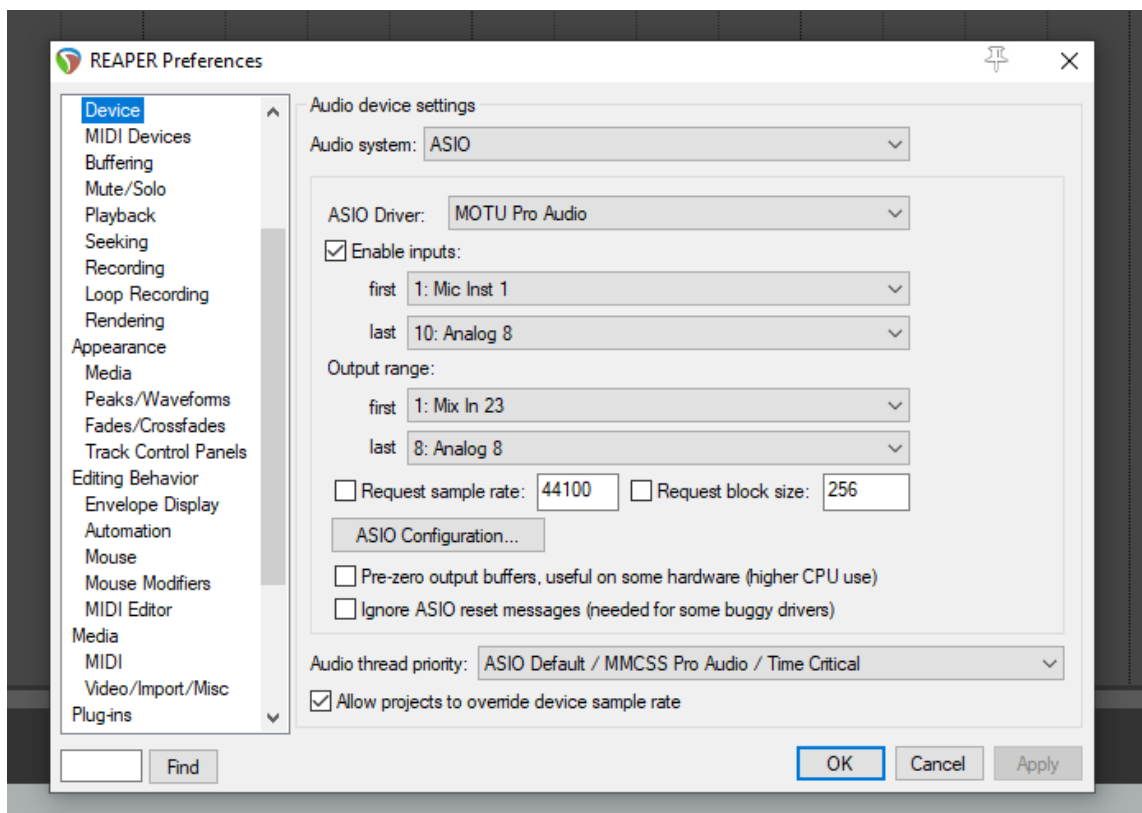 REAPER Preferences
Device
MIDI Devices
Buffering
Mute/Solo
Playback
Seeking
Recording
Loop Recording
Rendering
Appearance
Media
Peaks/Waveforms
Fades/Crossfades
Track Control Panels
Editing Behavior
Envelope Display
Automation
Mouse
Mouse Modifiers
MIDI Editor
Media
MIDI
Video/Import/Misc
Plug-ins
Find
Audio device settings
Audio system: ASIO
ASIO Driver: MOTU Pro Audio
Enable inputs:
first 1: Mic Inst 1
last 10: Analog 8
Output range:
first 1: Mix In 23
last 8: Analog 8
Request sample rate: 44100 Request block size: 256
ASIO Configuration...
Pre-zero output buffers, useful on some hardware (higher CPU use)
Ignore ASIO reset messages (needed for some buggy drivers)
Audio thread priority: ASIO Default / MMCSS Pro Audio / Time Critical
Allow projects to override device sample rate
OK Cancel Apply